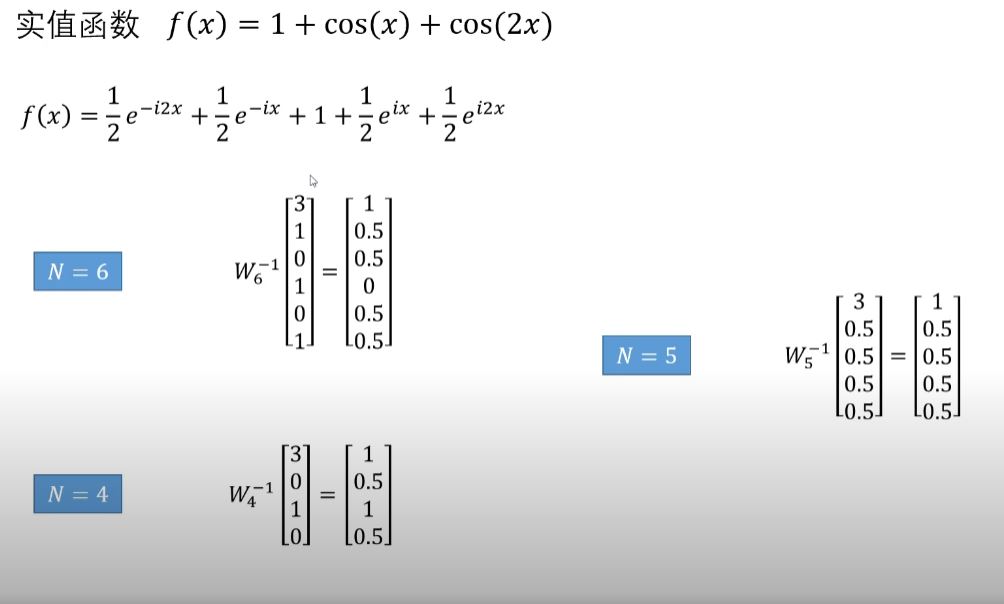 实值函数 f(x) = 1 + cos(x) + cos(2x)
f(x) = \frac{1}{2}e^{-i2x} + \frac{1}{2}e^{-ix} + 1 + \frac{1}{2}e^{ix} + \frac{1}{2}e^{i2x}
N = 6
W_6^{-1} \begin{bmatrix} 3 \\ 1 \\ 0 \\ 1 \\ 0 \\ 1 \end{bmatrix} = \begin{bmatrix} 1 \\ 0.5 \\ 0.5 \\ 0 \\ 0.5 \\ 0.5 \end{bmatrix}
N = 5
W_5^{-1} \begin{bmatrix} 3 \\ 0.5 \\ 0.5 \\ 0.5 \\ 0.5 \end{bmatrix} = \begin{bmatrix} 1 \\ 0.5 \\ 0.5 \\ 0.5 \\ 0.5 \end{bmatrix}
N = 4
W_4^{-1} \begin{bmatrix} 3 \\ 0 \\ 1 \\ 0 \end{bmatrix} = \begin{bmatrix} 1 \\ 0.5 \\ 1 \\ 0.5 \end{bmatrix}